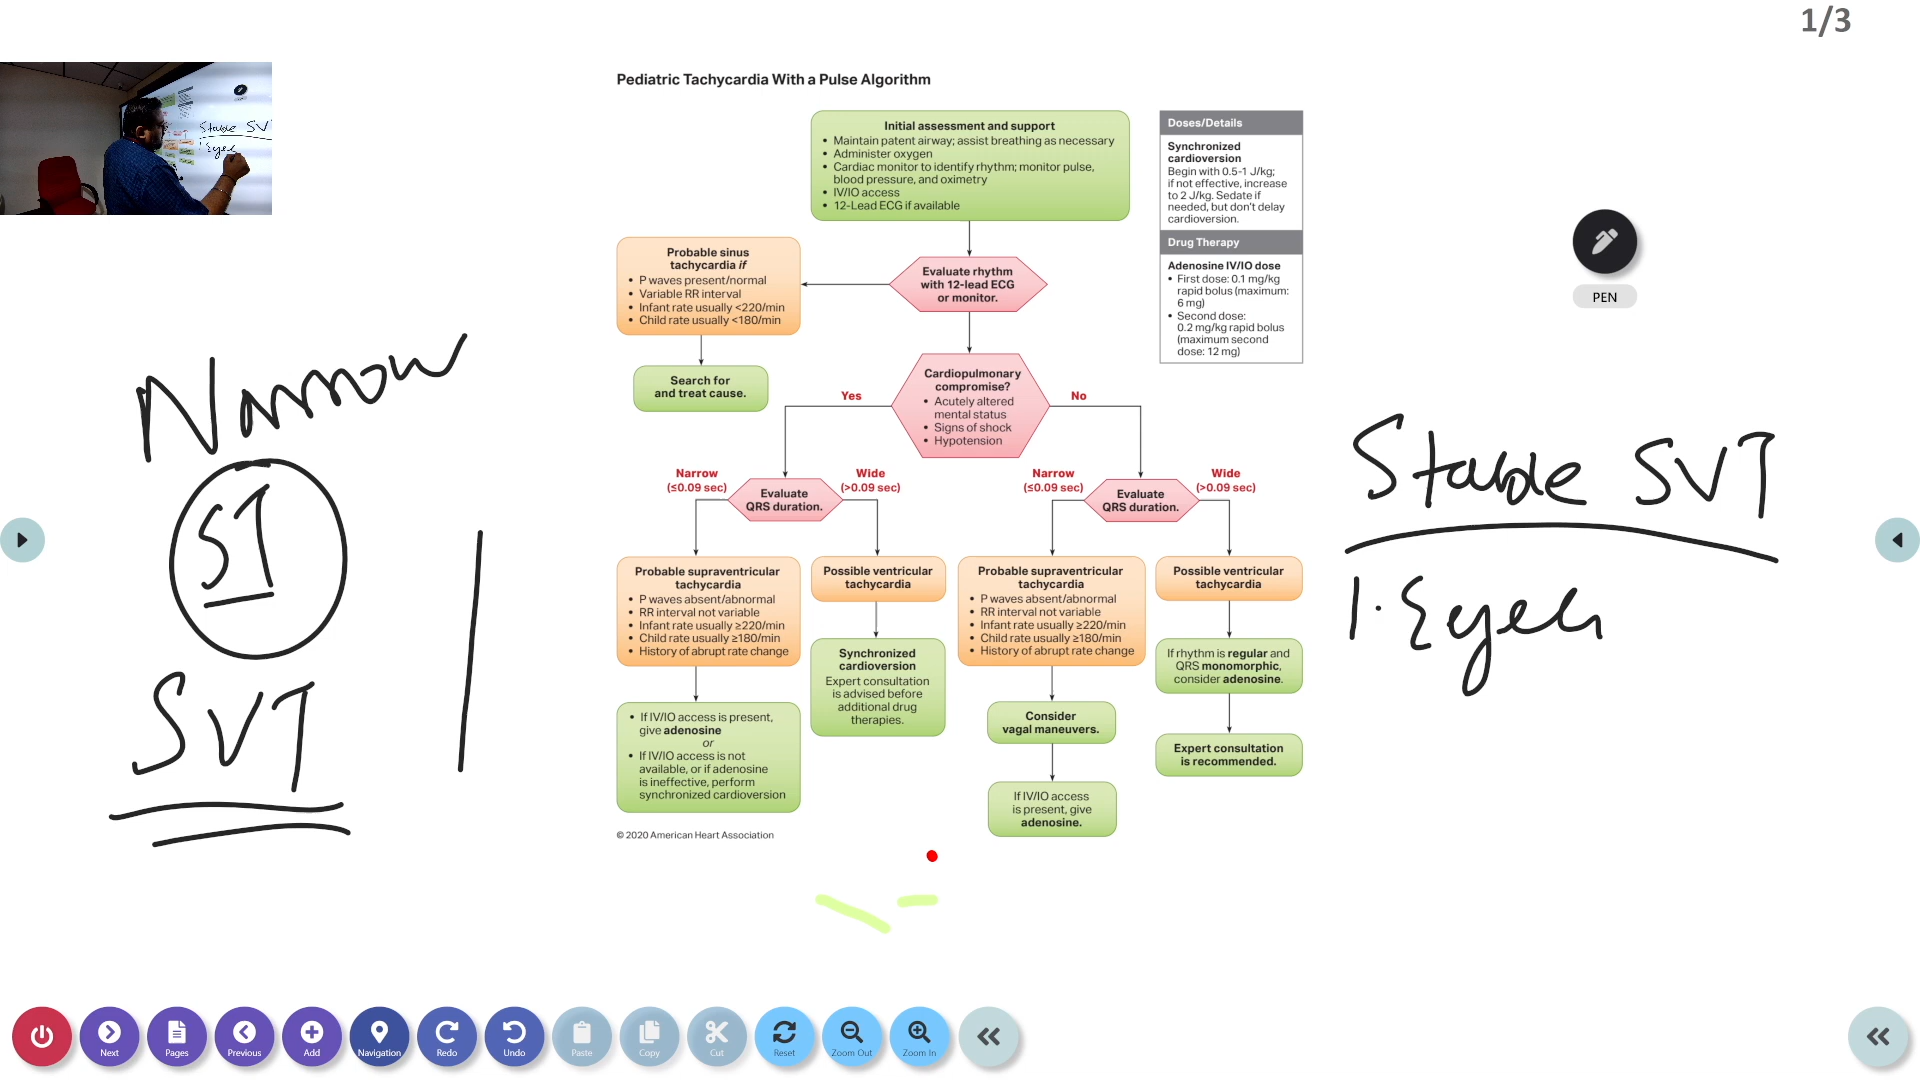 1/3
Pediatric Tachycardia With a Pulse Algorithm
Initial assessment and support
• Maintain patent airway; assist breathing as necessary
• Administer oxygen
• Cardiac monitor to identify rhythm; monitor pulse,
blood pressure, and oximetry
• IV/IO access
• 12-Lead ECG if available
Doses/Details
Synchronized
cardioversion
Begin with 0.5-1 J/kg;
if not effective, increase
to 2 J/kg. Sedate if
needed, but don't delay
cardioversion.
Drug Therapy
Adenosine IV/IO dose
• First dose: 0.1 mg/kg
rapid bolus (maximum:
6 mg)
• Second dose:
0.2 mg/kg rapid bolus
(maximum second
dose: 12 mg)
PEN
Probable sinus
tachycardia if
• P waves present/normal
• Variable RR interval
• Infant rate usually <220/min
• Child rate usually <180/min
Evaluate rhythm
with 12-lead ECG
or monitor.
Search for
and treat cause.
Cardiopulmonary
compromise?
• Acutely altered
mental status
• Signs of shock
• Hypotension
Yes
No
Narrow
(≤0.09 sec)
Wide
(>0.09 sec)
Evaluate
QRS duration.
Narrow
(≤0.09 sec)
Wide
(>0.09 sec)
Evaluate
QRS duration.
Probable supraventricular
tachycardia
• P waves absent/abnormal
• RR interval not variable
• Infant rate usually ≥220/min
• Child rate usually ≥180/min
• History of abrupt rate change
Possible ventricular
tachycardia
Probable supraventricular
tachycardia
• P waves absent/abnormal
• RR interval not variable
• Infant rate usually ≥220/min
• Child rate usually ≥180/min
• History of abrupt rate change
Possible ventricular
tachycardia
• If IV/IO access is present,
give adenosine
or
• If IV/IO access is not
available, or if adenosine
is ineffective, perform
synchronized cardioversion
Synchronized
cardioversion
Expert consultation
is advised before
additional drug
therapies.
Consider
vagal maneuvers.
If IV/IO access
is present, give
adenosine.
If rhythm is regular and
QRS monomorphic,
consider adenosine.
Expert consultation
is recommended.
© 2020 American Heart Association
Narrow
ST
SVT
Stable SVT
1.
Next
Pages
Previous
Add
Navigation
Redo
Undo
Paste
Copy
Cut
Reset
Zoom Out
Zoom In